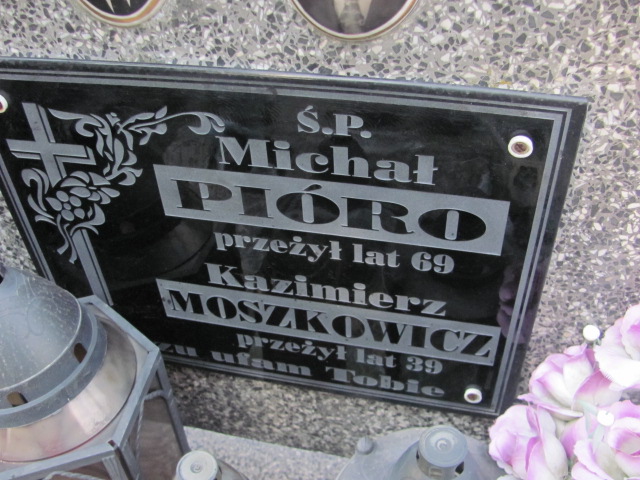 Ś.P.
Michał
PIÓRO
przeżył lat 69
Kazimierz
MOSZKOWICZ
przeżył lat 39
ufam Tobie